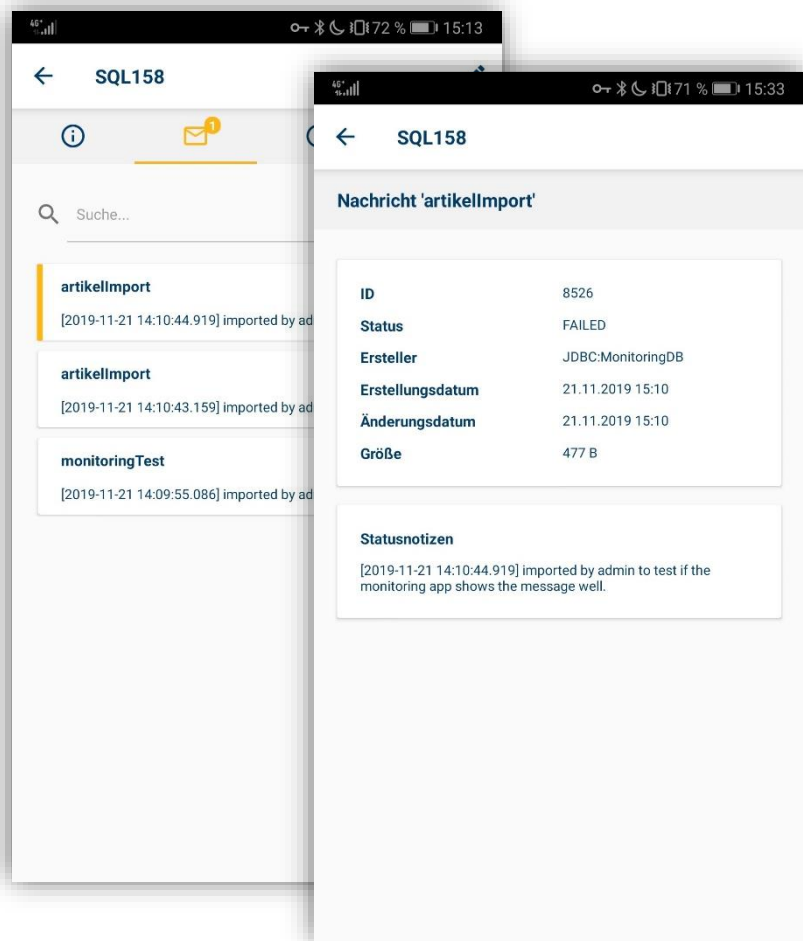 4G+ 72 % 15:13
SQL158
1
Suche...
artikelImport
[2019-11-21 14:10:44.919] imported by ad
artikelImport
[2019-11-21 14:10:43.159] imported by ad
monitoringTest
[2019-11-21 14:09:55.086] imported by ad
4G+ 71 % 15:33
SQL158
Nachricht 'artikelImport'
ID 8526
Status FAILED
Ersteller JDBC:MonitoringDB
Erstellungsdatum 21.11.2019 15:10
Änderungsdatum 21.11.2019 15:10
Größe 477 B
Statusnotizen
[2019-11-21 14:10:44.919] imported by admin to test if the
monitoring app shows the message well.